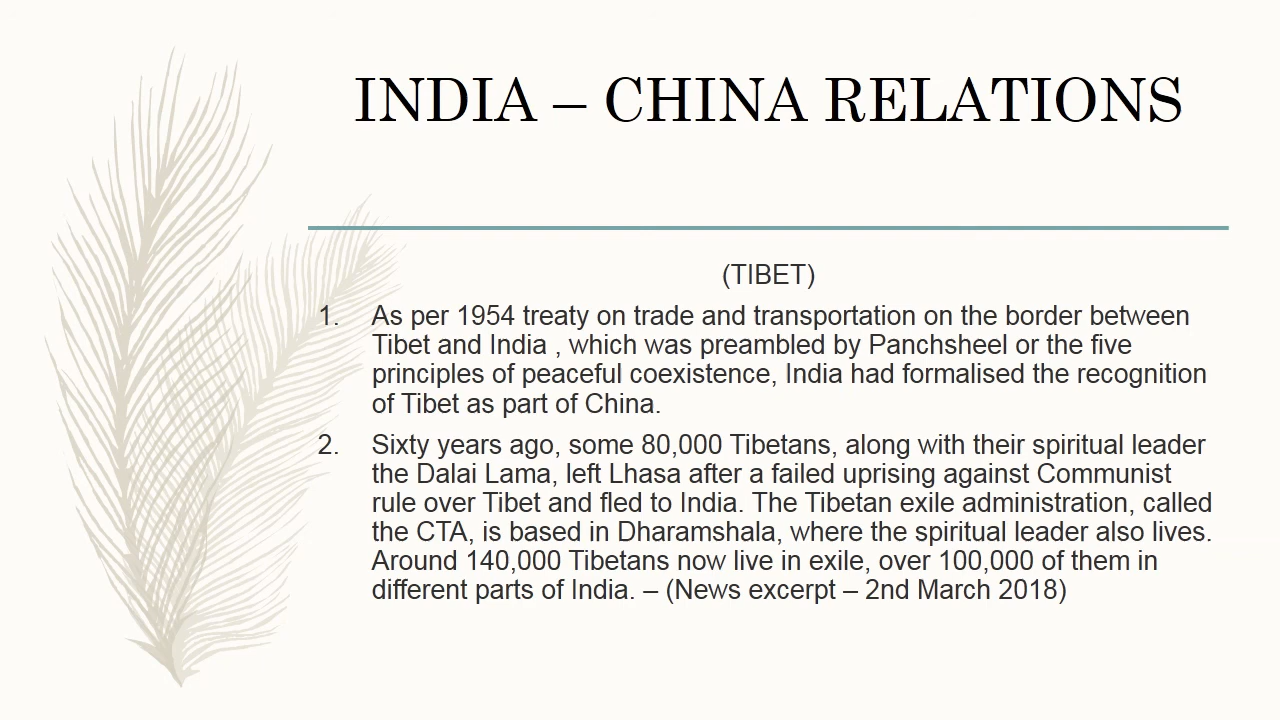 INDIA – CHINA RELATIONS
(TIBET)
1. As per 1954 treaty on trade and transportation on the border between
Tibet and India , which was preambled by Panchsheel or the five
principles of peaceful coexistence, India had formalised the recognition
of Tibet as part of China.
2. Sixty years ago, some 80,000 Tibetans, along with their spiritual leader
the Dalai Lama, left Lhasa after a failed uprising against Communist
rule over Tibet and fled to India. The Tibetan exile administration, called
the CTA, is based in Dharamshala, where the spiritual leader also lives.
Around 140,000 Tibetans now live in exile, over 100,000 of them in
different parts of India. – (News excerpt – 2nd March 2018)